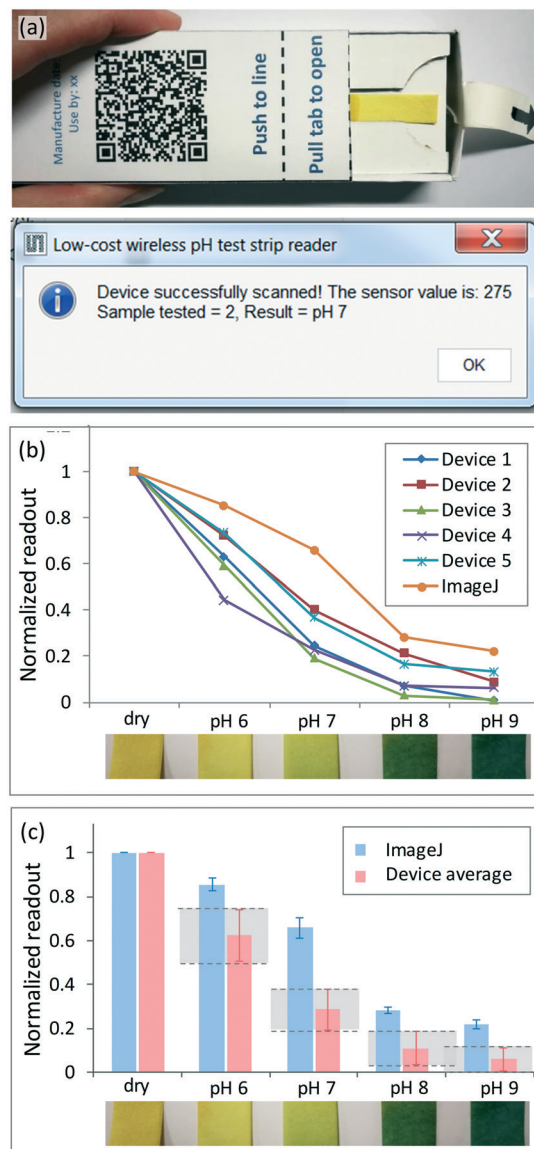 (a)
Manufacture date:
Use by: xx
Push to line
Pull tab to open
Low-cost wireless pH test strip reader
Device successfully scanned! The sensor value is: 275
Sample tested = 2, Result = pH 7
OK
(b)
Normalized readout
1
0.8
0.6
0.4
0.2
0
Device 1
Device 2
Device 3
Device 4
Device 5
ImageJ
dry pH 6 pH 7 pH 8 pH 9
(c)
Normalized readout
1
0.8
0.6
0.4
0.2
0
ImageJ
Device average
dry pH 6 pH 7 pH 8 pH 9